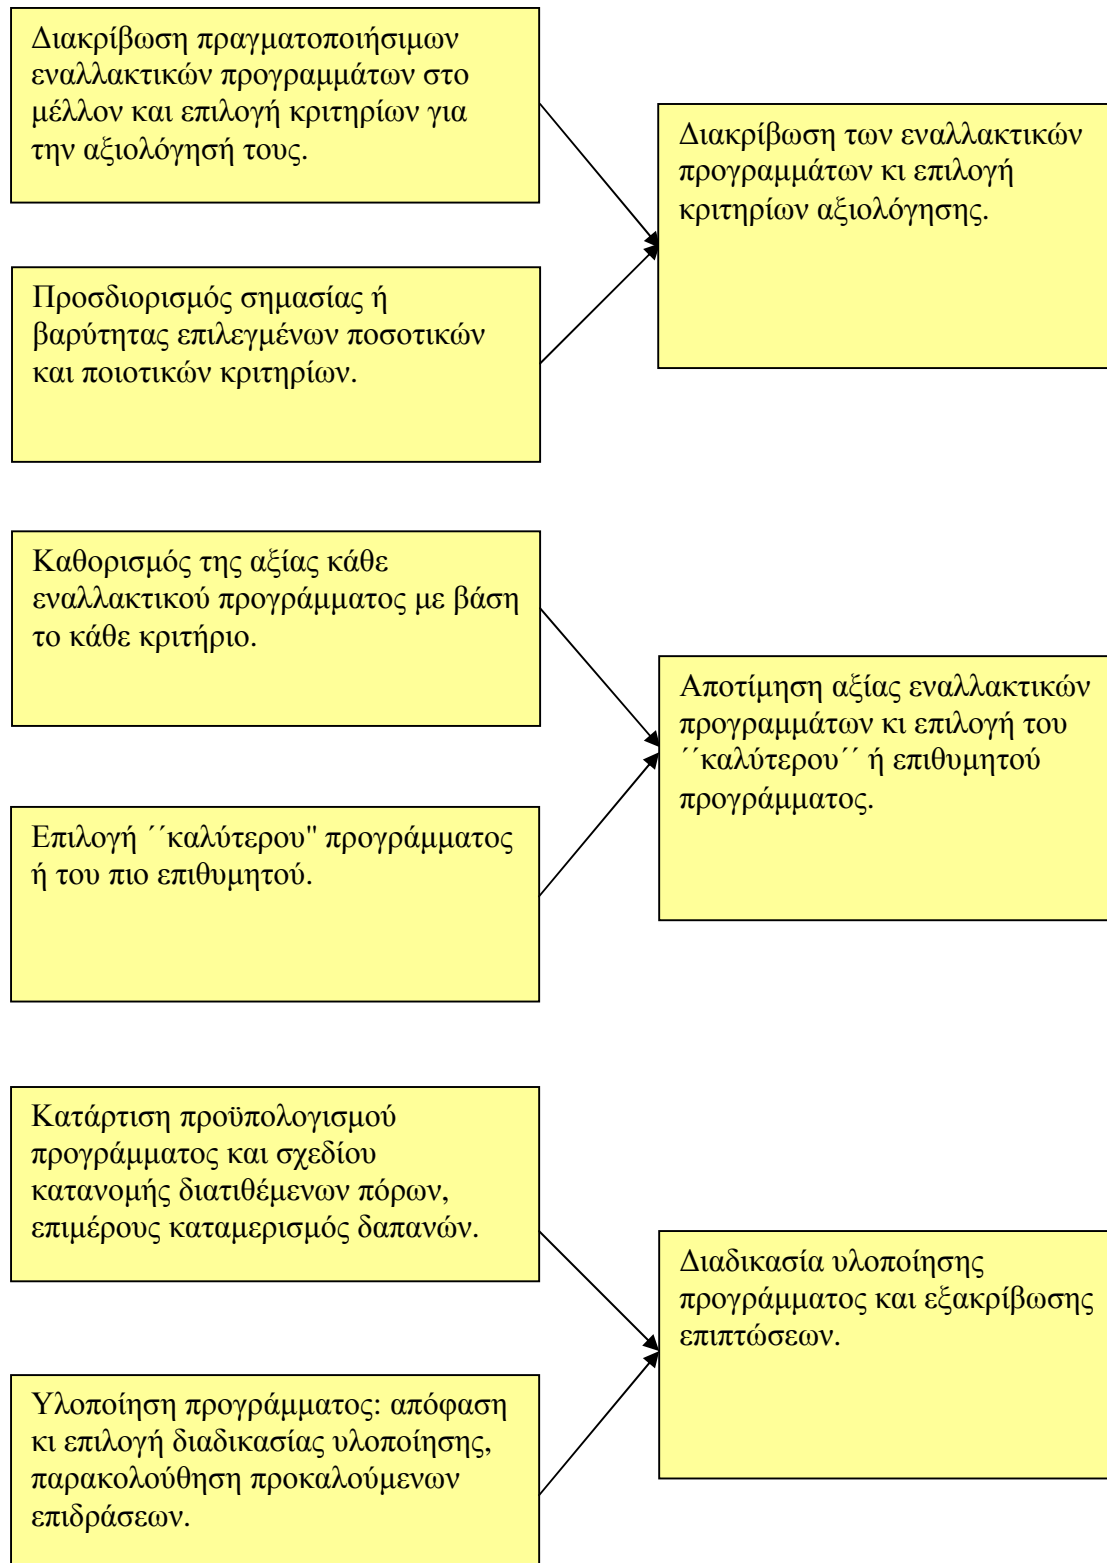 Διακρίβωση πραγματοποιήσιμων
εναλλακτικών προγραμμάτων στο
μέλλον και επιλογή κριτηρίων για
την αξιολόγησή τους.
Διακρίβωση των εναλλακτικών
προγραμμάτων κι επιλογή
κριτηρίων αξιολόγησης.
Προσδιορισμός σημασίας ή
βαρύτητας επιλεγμένων ποσοτικών
και ποιοτικών κριτηρίων.
Καθορισμός της αξίας κάθε
εναλλακτικού προγράμματος με βάση
το κάθε κριτήριο.
Αποτίμηση αξίας εναλλακτικών
προγραμμάτων κι επιλογή του
΄΄καλύτερου΄΄ ή επιθυμητού
προγράμματος.
Επιλογή ΄΄καλύτερου" προγράμματος
ή του πιο επιθυμητού.
Κατάρτιση προϋπολογισμού
προγράμματος και σχεδίου
κατανομής διατιθέμενων πόρων,
επιμέρους καταμερισμός δαπανών.
Διαδικασία υλοποίησης
προγράμματος και εξακρίβωσης
επιπτώσεων.
Υλοποίηση προγράμματος: απόφαση
κι επιλογή διαδικασίας υλοποίησης,
παρακολούθηση προκαλούμενων
επιδράσεων.